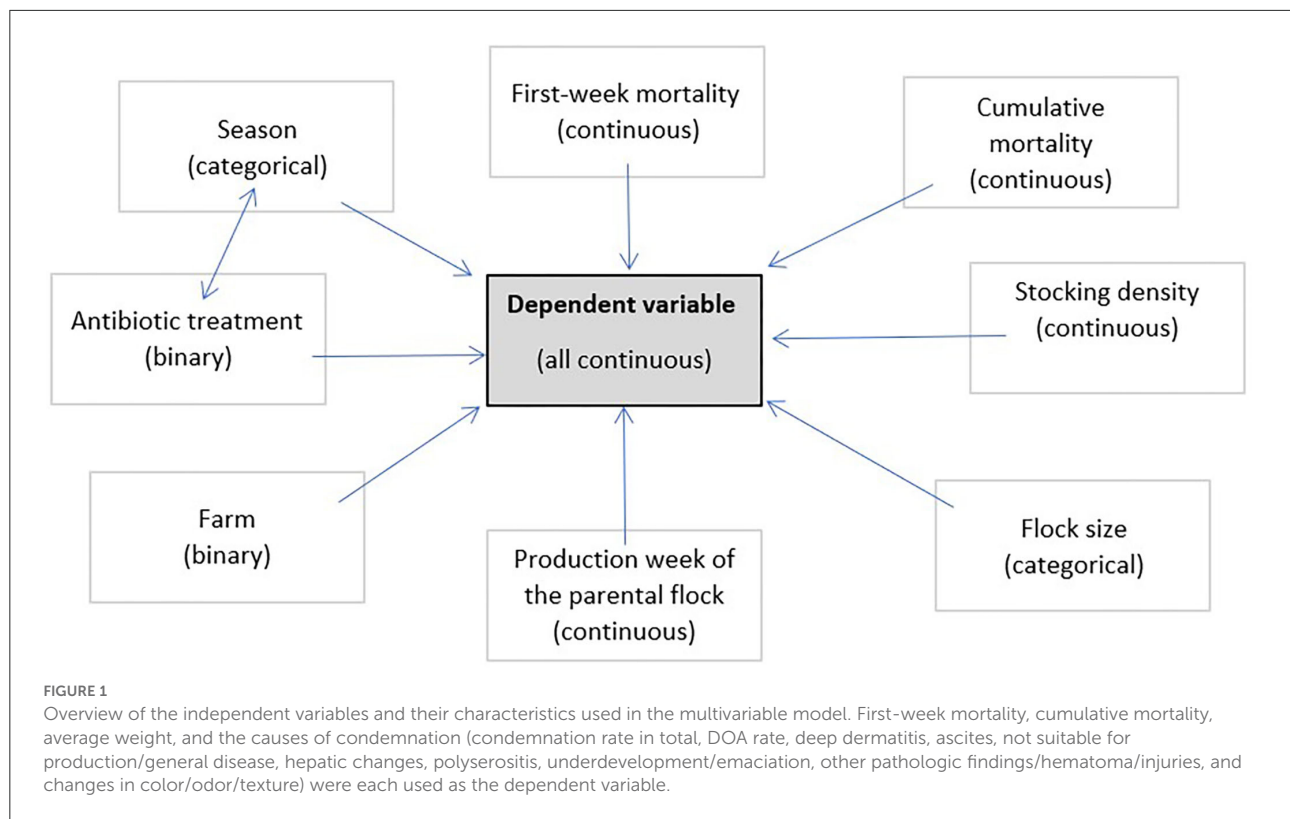 First-week mortality
(continuous)
Season
(categorical)
Cumulative
mortality
(continuous)
Antibiotic treatment
(binary)
Dependent variable
(all continuous)
Stocking density
(continuous)
Farm
(binary)
Production week of
the parental flock
(continuous)
Flock size
(categorical)
FIGURE 1
Overview of the independent variables and their characteristics used in the multivariable model. First-week mortality, cumulative mortality,
average weight, and the causes of condemnation (condemnation rate in total, DOA rate, deep dermatitis, ascites, not suitable for
production/general disease, hepatic changes, polyserositis, underdevelopment/emaciation, other pathologic findings/hematoma/injuries, and
changes in color/odor/texture) were each used as the dependent variable.